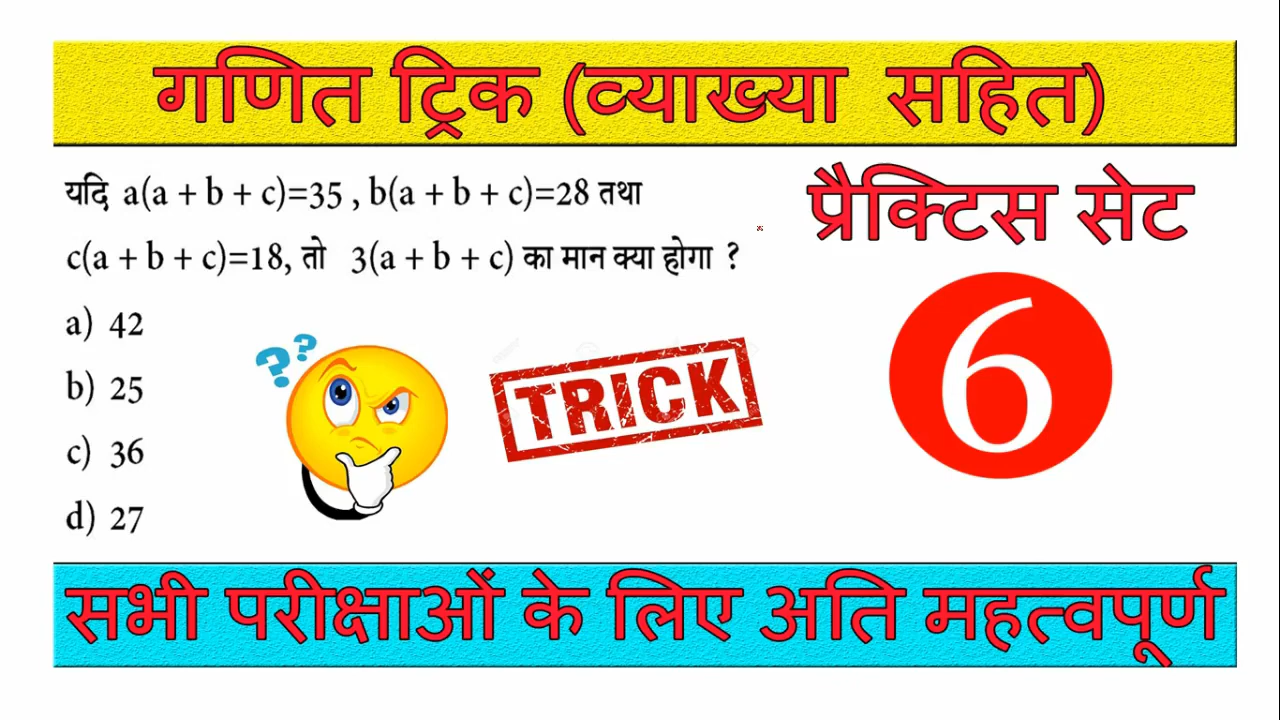 गणित ट्रिक (व्याख्या सहित)
यदि a(a + b + c)=35 , b(a + b + c)=28 तथा
c(a + b + c)=18, तो 3(a + b + c) का मान क्या होगा ?
a) 42
b) 25
c) 36
d) 27
प्रैक्टिस सेट
6
? ?
TRICK
सभी परीक्षाओं के लिए अति महत्वपूर्ण